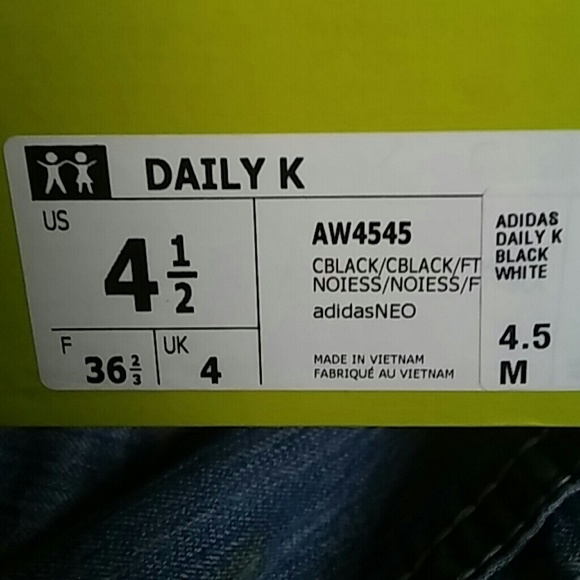 DAILY K
US
4 1/2
F
36 2/3
UK
4
AW4545
CBLACK/CBLACK/FT
NOIESS/NOIESS/F
adidasNEO
MADE IN VIETNAM
FABRIQUÉ AU VIETNAM
ADIDAS
DAILY K
BLACK
WHITE
4.5
M